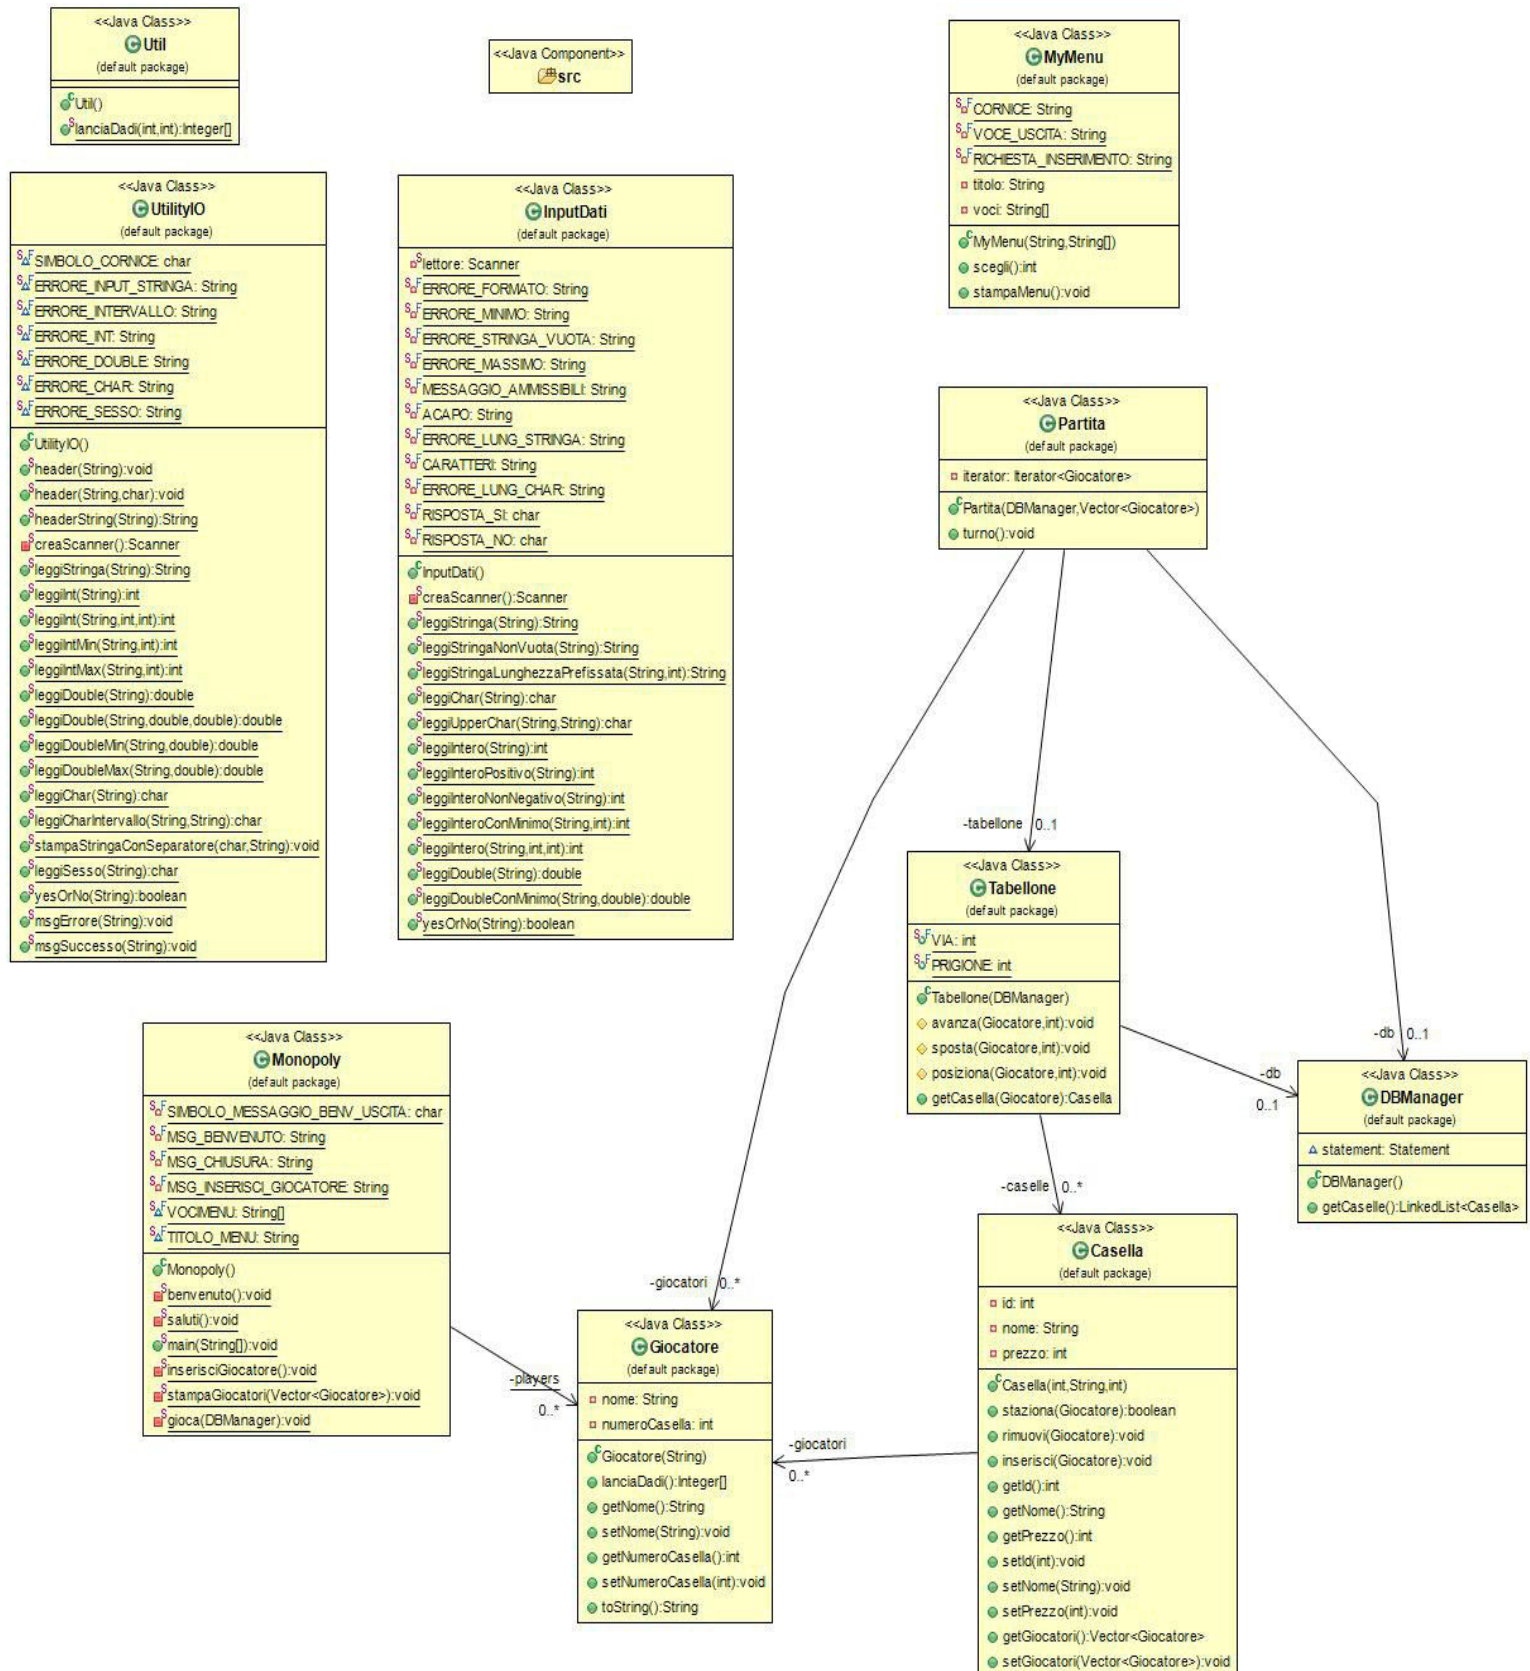 <<Java Class>>
Util
(default package)
Util()
lanciaDadi(int,int):Integer[]
<<Java Component>>
src
<<Java Class>>
MyMenu
(default package)
CORNICE: String
VOCE_USCITA: String
RICHIESTA_INSERIMENTO: String
titolo: String
voci: String[]
MyMenu(String,String[])
scegli():int
stampaMenu():void
<<Java Class>>
UtilityIO
(default package)
SIMBOLO_CORNICE: char
ERRORE_INPUT_STRINGA: String
ERRORE_INTERVALLO: String
ERRORE_INT: String
ERRORE_DOUBLE: String
ERRORE_CHAR: String
ERRORE_SESSO: String
UtilityIO()
header(String):void
header(String,char):void
headerString(String):String
creaScanner():Scanner
leggiStringa(String):String
leggiInt(String):int
leggiInt(String,int,int):int
leggiIntMin(String,int):int
leggiIntMax(String,int):int
leggiDouble(String):double
leggiDouble(String,double,double):double
leggiDoubleMin(String,double):double
leggiDoubleMax(String,double):double
leggiChar(String):char
leggiCharIntervallo(String,String):char
stampaStringaConSeparatore(char,String):void
leggiSesso(String):char
yesOrNo(String):boolean
msgErrore(String):void
msgSuccesso(String):void
<<Java Class>>
InputDati
(default package)
lettore: Scanner
ERRORE_FORMATO: String
ERRORE_MINIMO: String
ERRORE_STRINGA_VUOTA: String
ERRORE_MASSIMO: String
MESSAGGIO_AMMISSIBILI: String
ACAPO: String
ERRORE_LUNG_STRINGA: String
CARATTERI: String
ERRORE_LUNG_CHAR: String
RISPOSTA_SI: char
RISPOSTA_NO: char
InputDati()
creaScanner():Scanner
leggiStringa(String):String
leggiStringaNonVuota(String):String
leggiStringaLunghezzaPrefissata(String,int):String
leggiChar(String):char
leggiUpperChar(String,String):char
leggiIntero(String):int
leggiInteroPositivo(String):int
leggiInteroNonNegativo(String):int
leggiInteroConMinimo(String,int):int
leggiIntero(String,int,int):int
leggiDouble(String):double
leggiDoubleConMinimo(String,double):double
yesOrNo(String):boolean
<<Java Class>>
Partita
(default package)
iterator: Iterator<Giocatore>
Partita(DBManager,Vector<Giocatore>)
turno():void
-tabellone 0..1
<<Java Class>>
Tabellone
(default package)
VIA: int
PRIGIONE: int
Tabellone(DBManager)
avanza(Giocatore,int):void
sposta(Giocatore,int):void
posiziona(Giocatore,int):void
getCasella(Giocatore):Casella
-db 0..1
-db
0..1
<<Java Class>>
DBManager
(default package)
statement: Statement
DBManager()
getCaselle():LinkedList<Casella>
<<Java Class>>
Monopoly
(default package)
SIMBOLO_MESSAGGIO_BENV_USCITA: char
MSG_BENVENUTO: String
MSG_CHIUSURA: String
MSG_INSERISCI_GIOCATORE: String
VOCIMENU: String[]
TITOLO_MENU: String
Monopoly()
benvenuto():void
saluti():void
main(String[]):void
inserisciGiocatore():void
stampaGiocatori(Vector<Giocatore>):void
gioca(DBManager):void
-players
0..*
-giocatori 0..*
<<Java Class>>
Giocatore
(default package)
nome: String
numeroCasella: int
Giocatore(String)
lanciaDadi():Integer[]
getNome():String
setNome(String):void
getNumeroCasella():int
setNumeroCasella(int):void
toString():String
-giocatori
0..*
-caselle 0..*
<<Java Class>>
Casella
(default package)
id: int
nome: String
prezzo: int
Casella(int,String,int)
staziona(Giocatore):boolean
rimuovi(Giocatore):void
inserisci(Giocatore):void
getId():int
getNome():String
getPrezzo():int
setId(int):void
setNome(String):void
setPrezzo(int):void
getGiocatori():Vector<Giocatore>
setGiocatori(Vector<Giocatore>):void